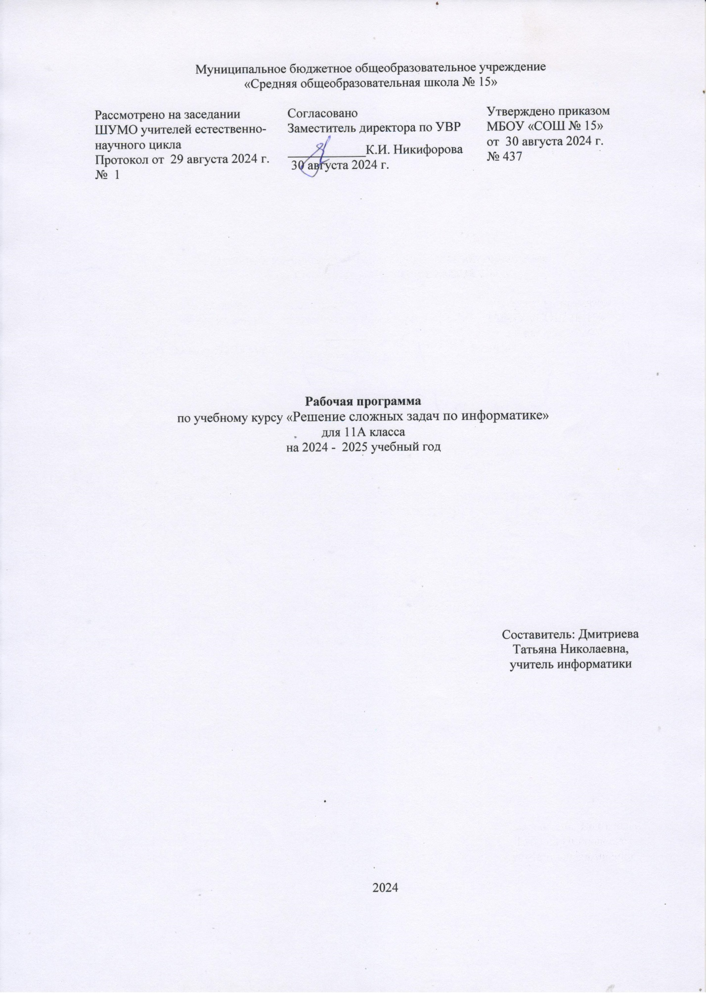 Муниципальное бюджетное общеобразовательное учреждение
«Средняя общеобразовательная школа № 15»
Рассмотрено на заседании
ШУМО учителей естественно-
научного цикла
Протокол от 29 августа 2024 г.
№ 1
Согласовано
Заместитель директора по УВР
____________К.И. Никифорова
30 августа 2024 г.
Утверждено приказом
МБОУ «СОШ № 15»
от 30 августа 2024 г.
№ 437
Рабочая программа
по учебному курсу «Решение сложных задач по информатике»
для 11А класса
на 2024 - 2025 учебный год
Составитель: Дмитриева
Татьяна Николаевна,
учитель информатики
2024